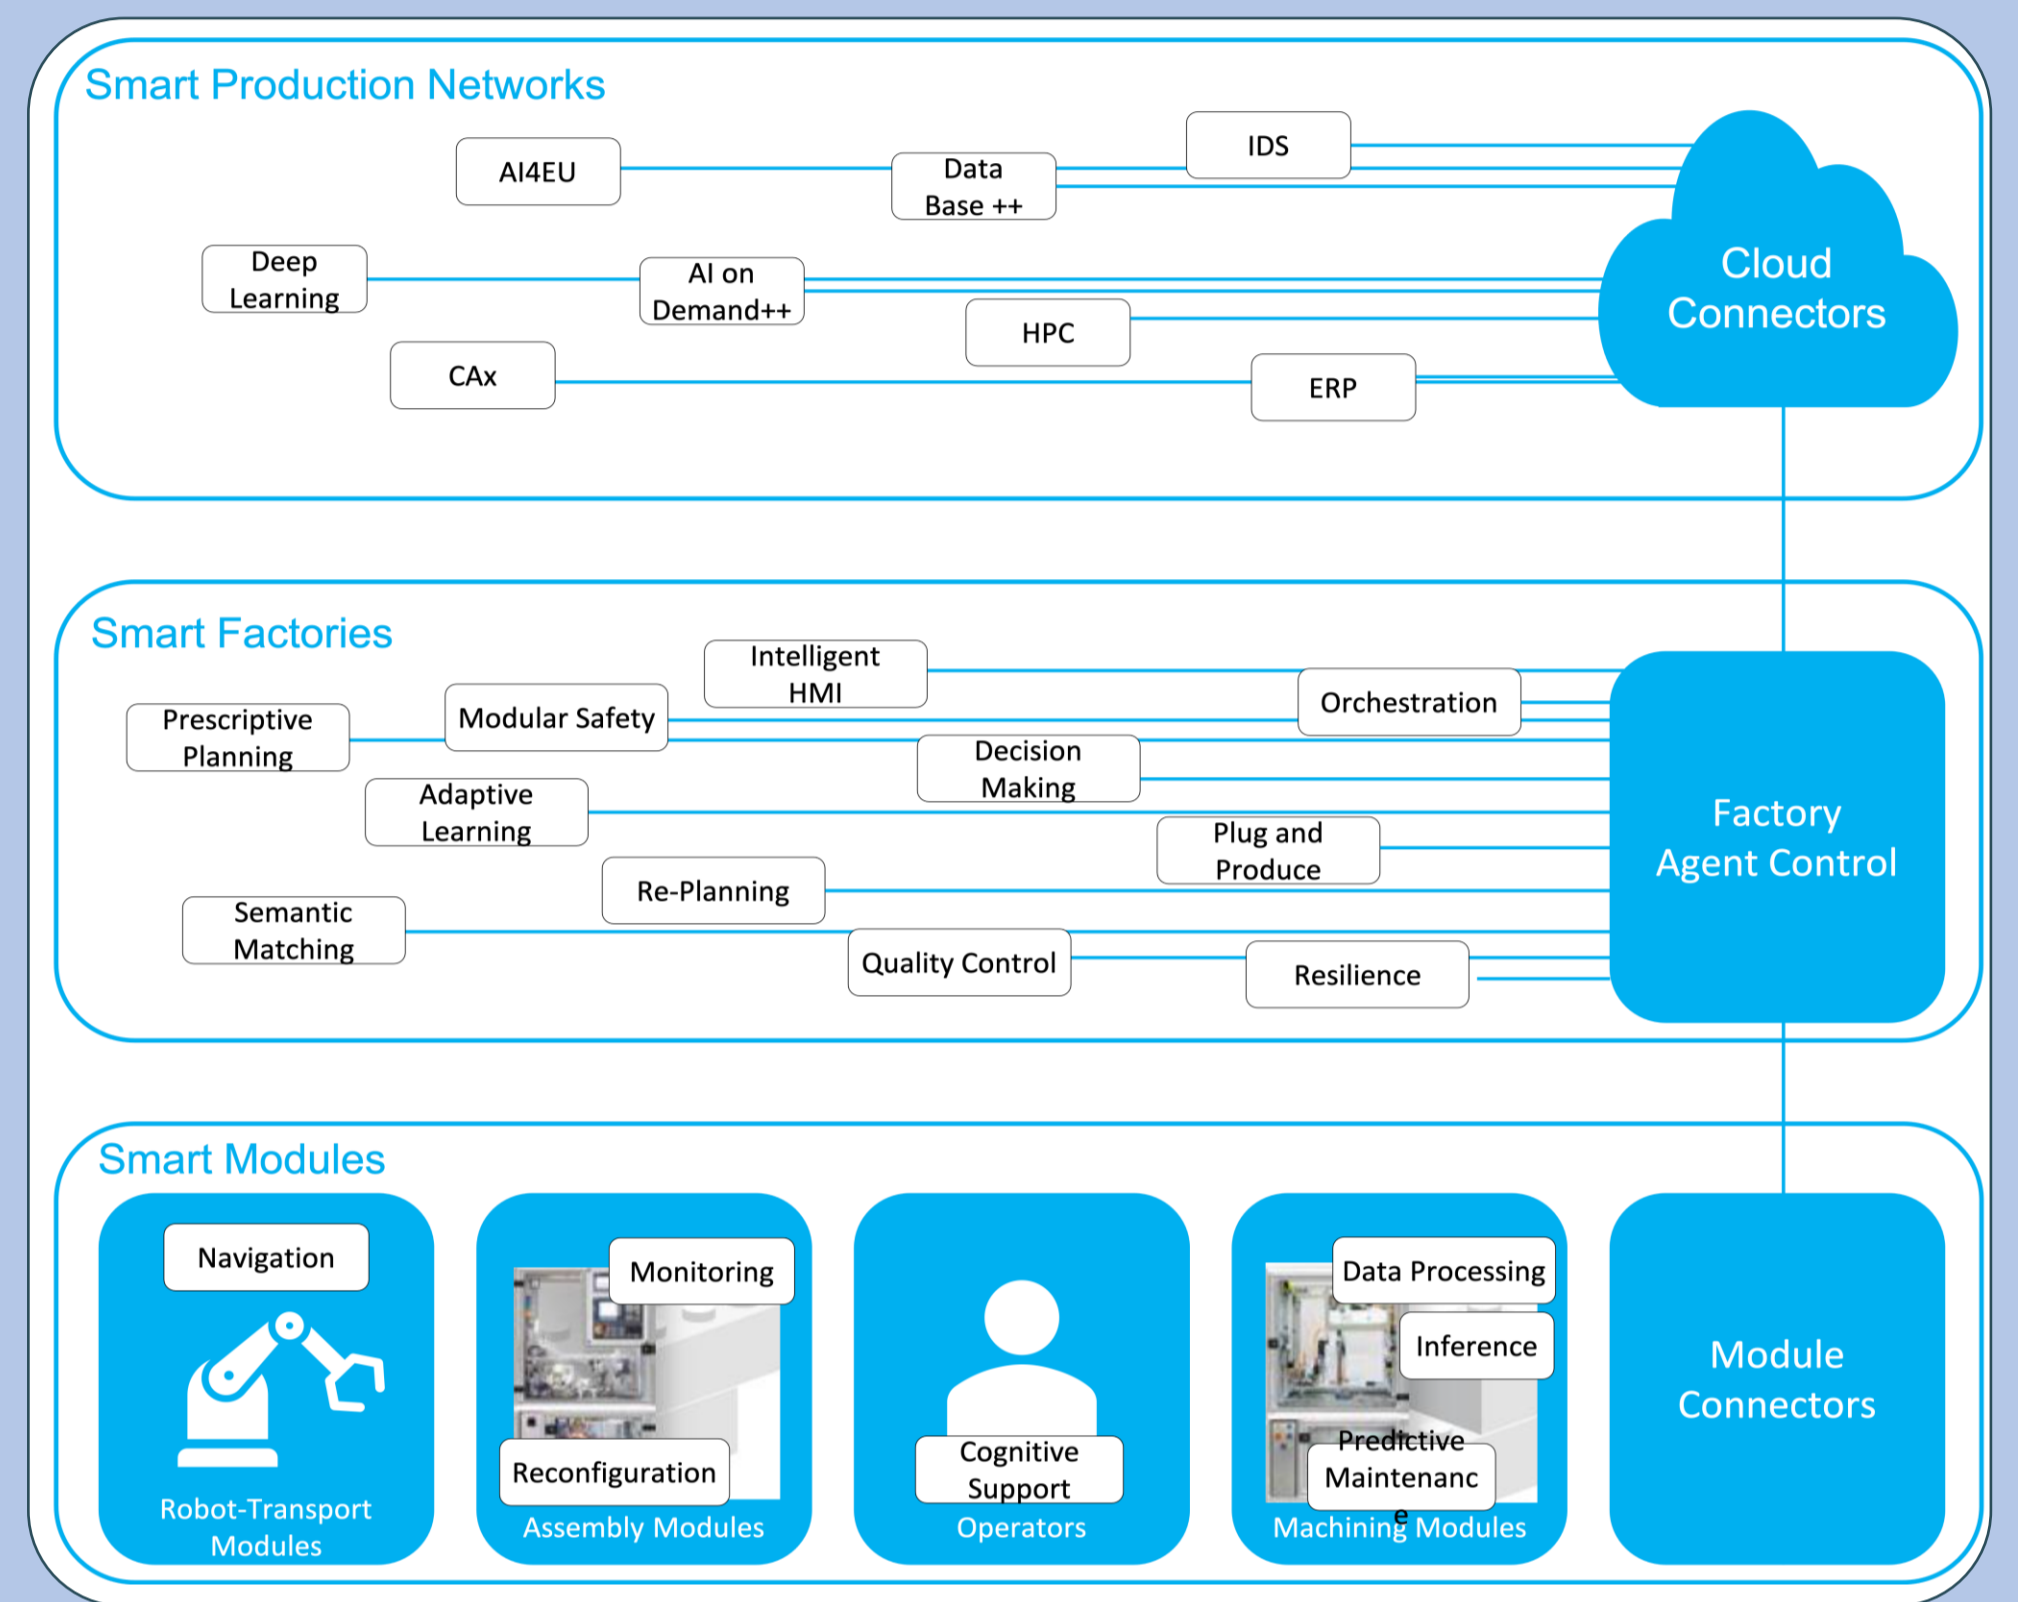 Smart Production Networks
IDS
AI4EU
Data
Base ++
Deep
Learning
AI on
Demand++
HPC
CAx
ERP
Cloud
Connectors
Smart Factories
Intelligent
HMI
Orchestration
Prescriptive
Planning
Modular Safety
Decision
Making
Adaptive
Learning
Plug and
Produce
Re-Planning
Semantic
Matching
Quality Control
Resilience
Factory
Agent Control
Smart Modules
Navigation
Robot-Transport
Modules
Monitoring
Reconfiguration
Assembly Modules
Cognitive
Support
Operators
Data Processing
Inference
Predictive
Maintenanc
e
Machining Modules
Module
Connectors